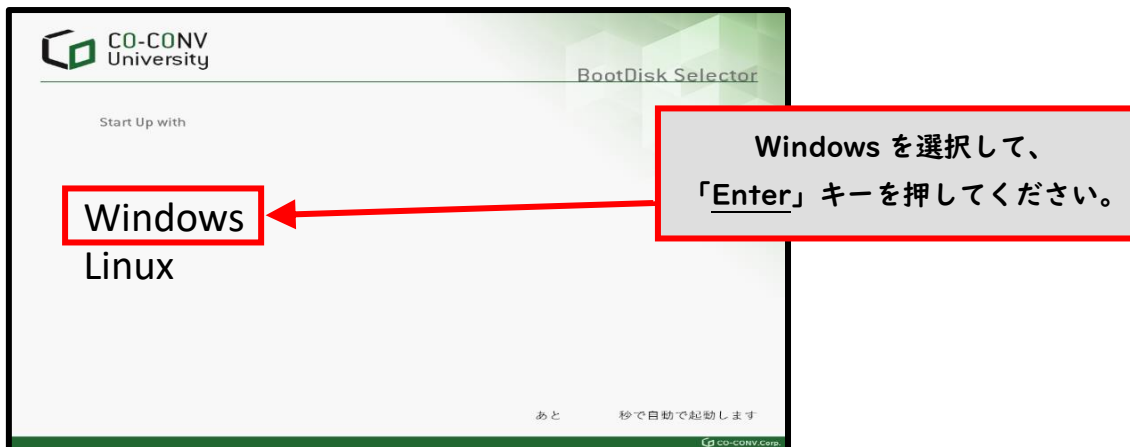 CO-CONV
University
BootDisk Selector
Start Up with
Windows を選択して、
「Enter」キーを押してください。
Windows
Linux
あと 秒で自動で起動します
CO-CONV,Corp.